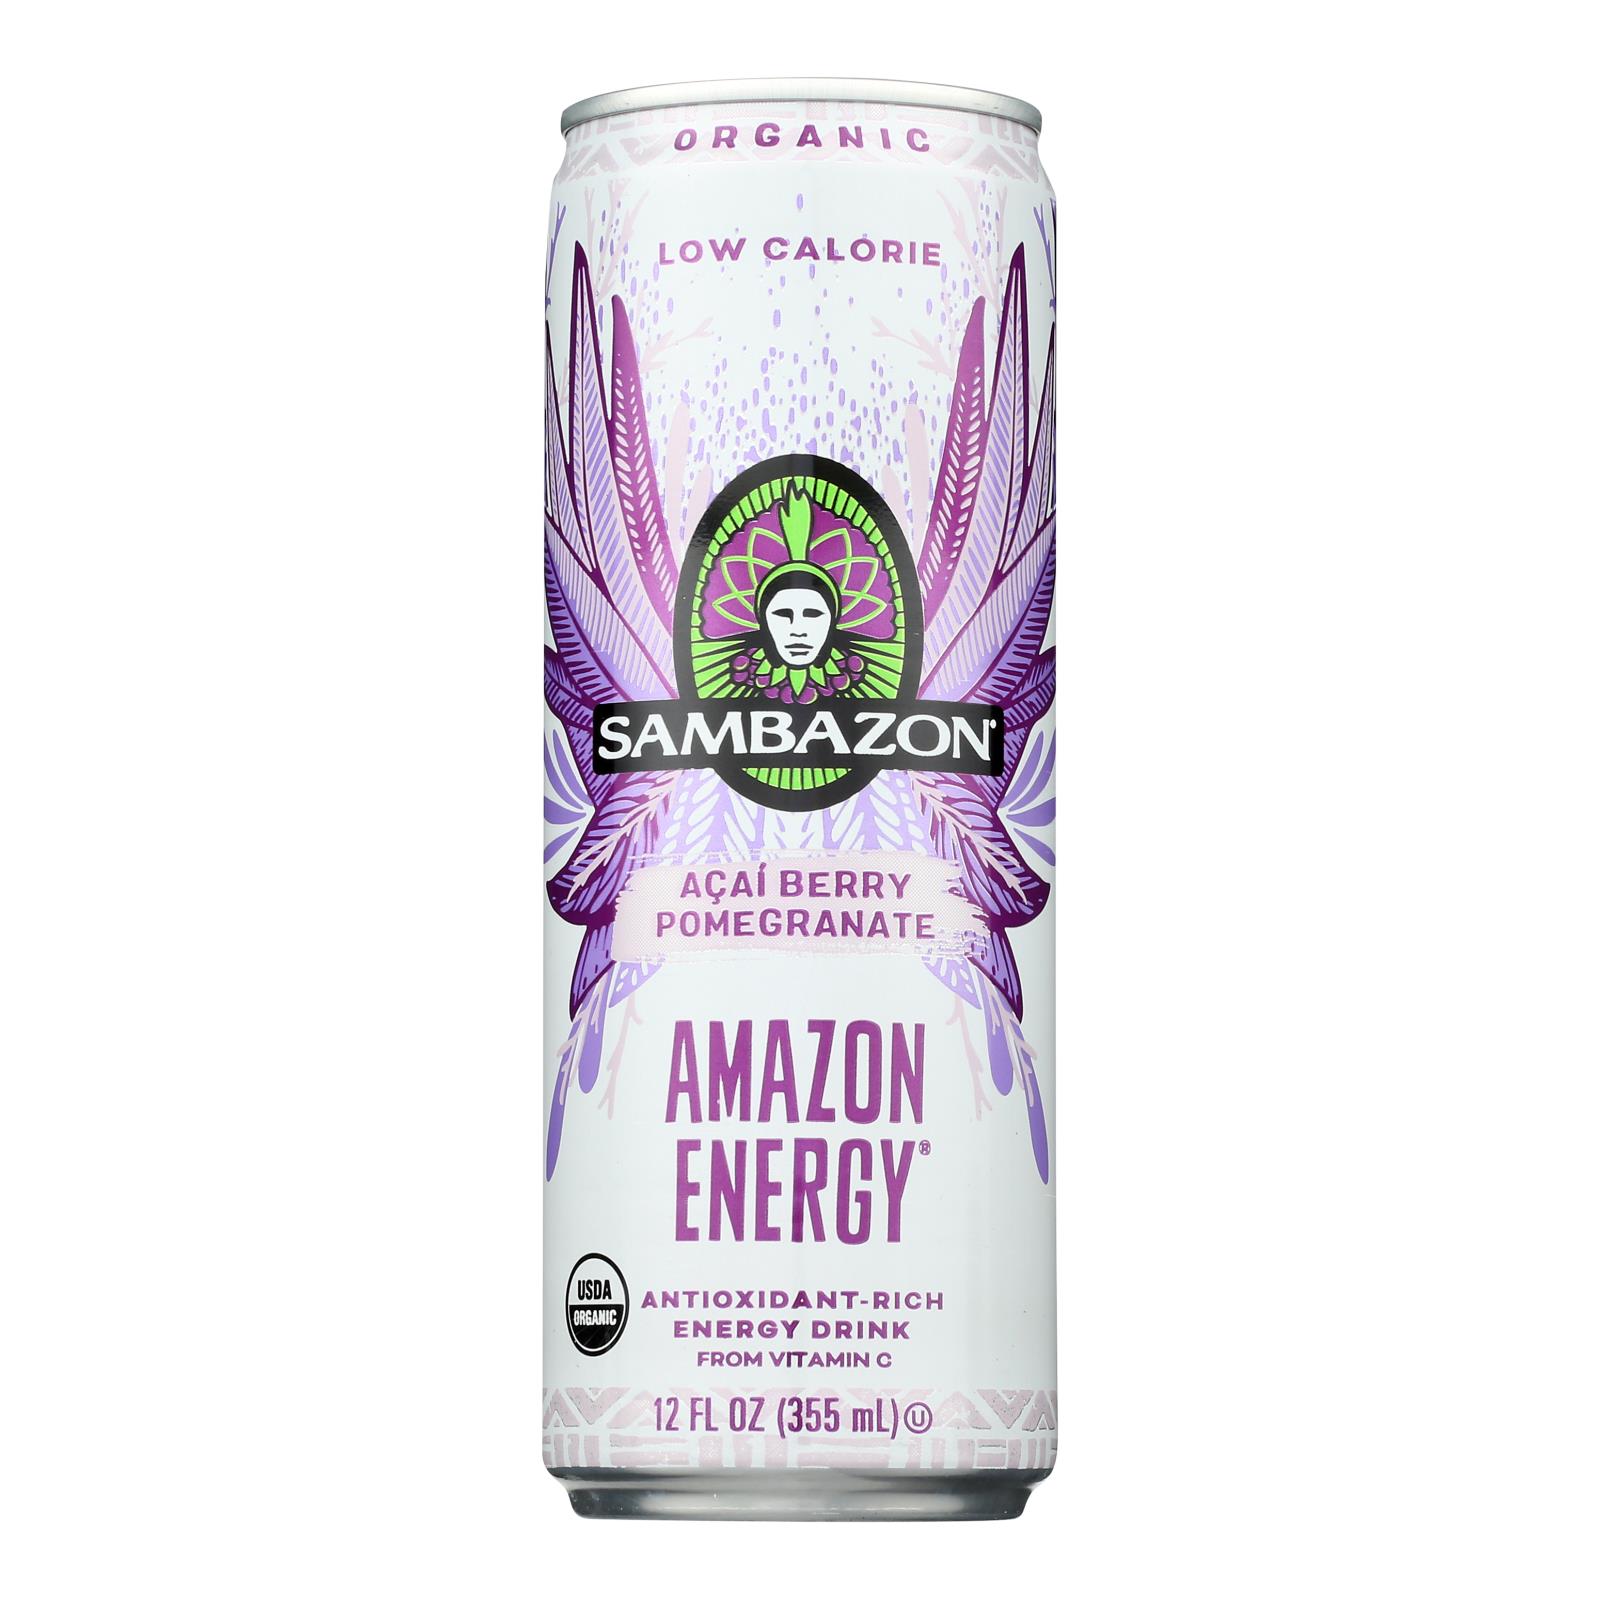 ORGANIC
LOW CALORIE
SAMBAZON®
AÇAÍ BERRY
POMEGRANATE
AMAZON
ENERGY®
USDA
ORGANIC
ANTIOXIDANT-RICH
ENERGY DRINK
FROM VITAMIN C
12 FL OZ (355 mL) Ⓤ